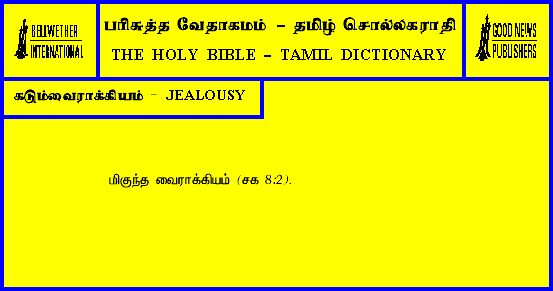 BELLWETHER
INTERNATIONAL
பரிசுத்த வேதாகமம் - தமிழ் சொல்லகராதி
THE HOLY BIBLE - TAMIL DICTIONARY
GOOD NEWS
PUBLISHERS
கடும்வைராக்கியம் - JEALOUSY
மிகுந்த வைராக்கியம் (சக 8:2).